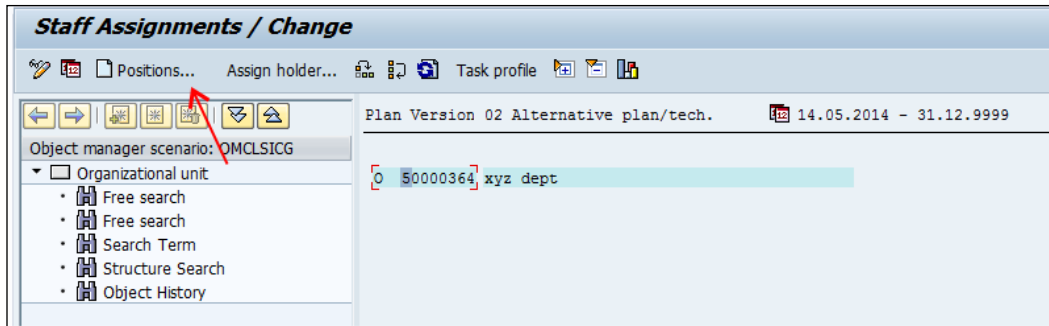 Staff Assignments / Change
Positions... Assign holder... Task profile
Plan Version 02 Alternative plan/tech. 14.05.2014 - 31.12.9999
Object manager scenario: OMCLSICG
Organizational unit
Free search
Free search
Search Term
Structure Search
Object History
O 50000364 xyz dept